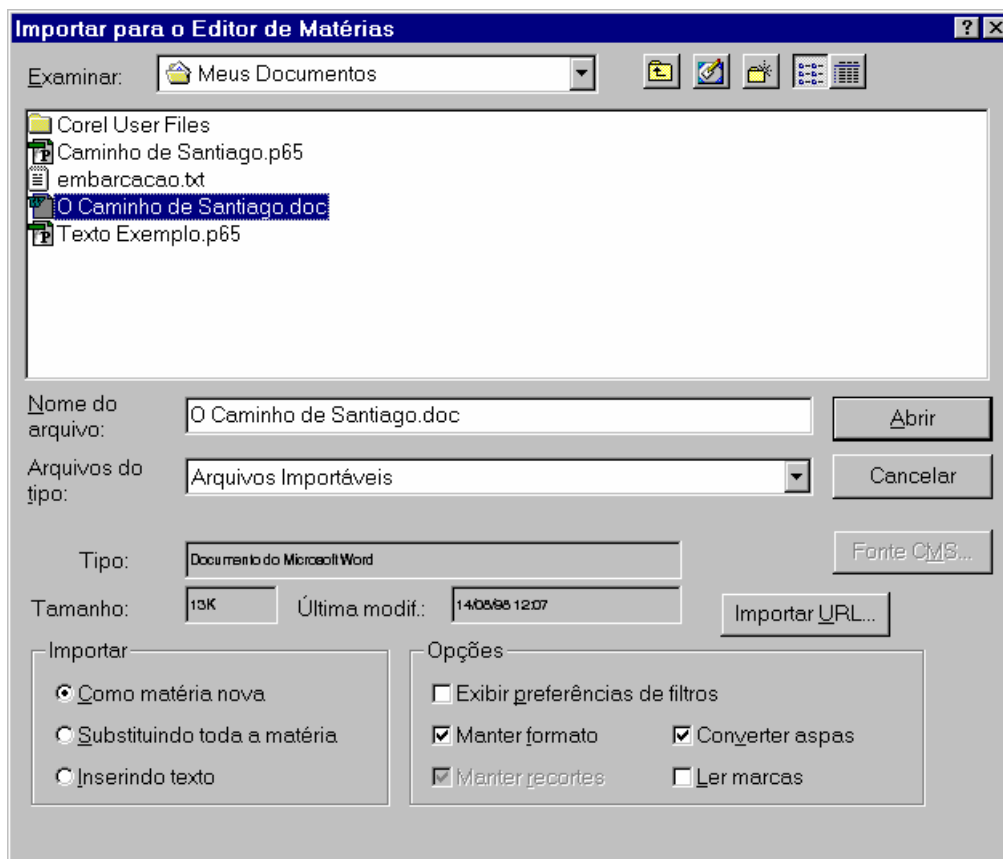 Importar para o Editor de Matérias
Examinar: Meus Documentos
Corel User Files
Caminho de Santiago.p65
embarcacao.txt
O Caminho de Santiago.doc
Texto Exemplo.p65
Nome do
arquivo: O Caminho de Santiago.doc Abrir
Arquivos do
tipo: Arquivos Importáveis Cancelar
Tipo: Documento do Microsoft Word Fonte CMS...
Tamanho: 13K Última modif.: 12:07 Importar URL...
Importar Opções
Como matéria nova Exibir preferências de filtros
Substituindo toda a matéria Manter formato Converter aspas
Inserindo texto Manter recortes Ler marcas